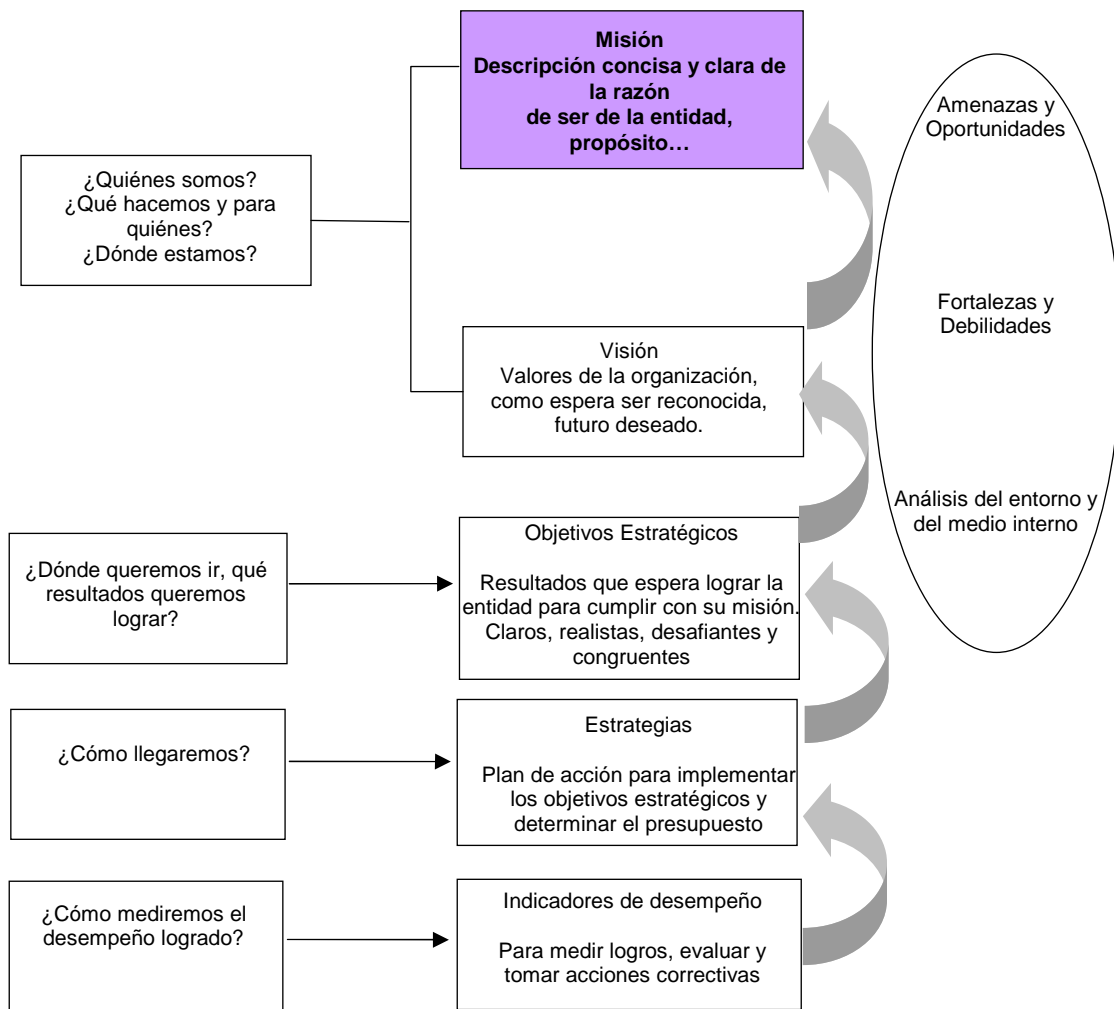 Misión
Descripción concisa y clara de
la razón
de ser de la entidad,
propósito…
Amenazas y
Oportunidades
¿Quiénes somos?
¿Qué hacemos y para
quiénes?
¿Dónde estamos?
Fortalezas y
Debilidades
Visión
Valores de la organización,
como espera ser reconocida,
futuro deseado.
Análisis del entorno y
del medio interno
¿Dónde queremos ir, qué
resultados queremos
lograr?
Objetivos Estratégicos
Resultados que espera lograr la
entidad para cumplir con su misión.
Claros, realistas, desafiantes y
congruentes
¿Cómo llegaremos?
Estrategias
Plan de acción para implementar
los objetivos estratégicos y
determinar el presupuesto
¿Cómo mediremos el
desempeño logrado?
Indicadores de desempeño
Para medir logros, evaluar y
tomar acciones correctivas